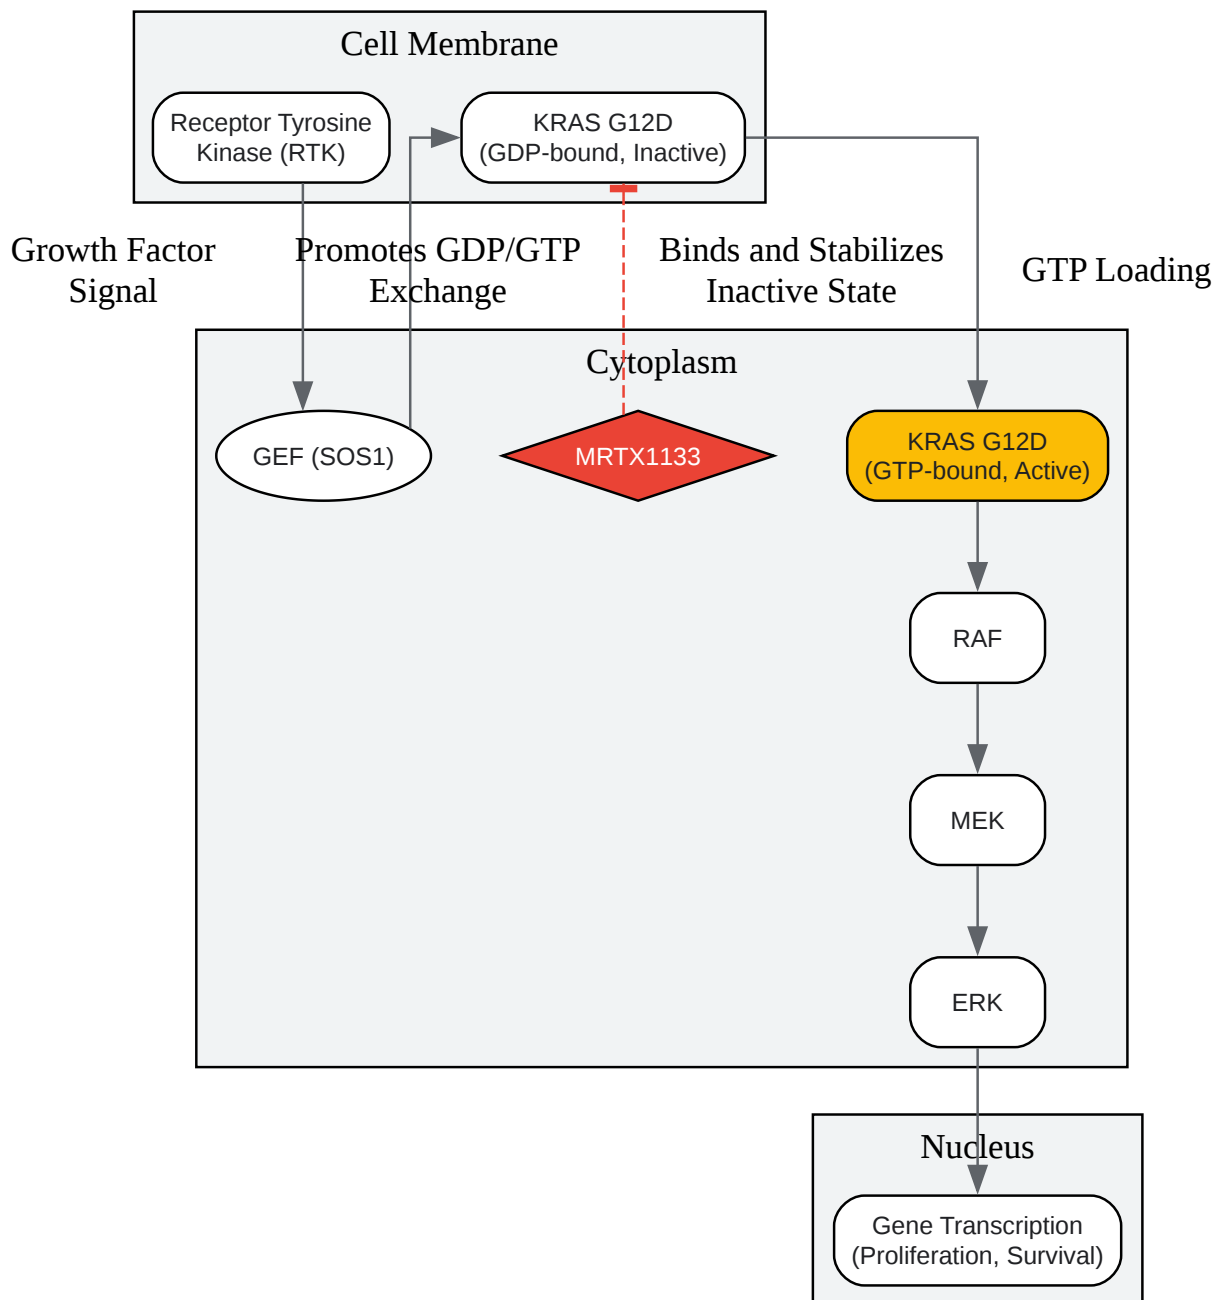 Cell Membrane
Receptor Tyrosine
Kinase (RTK)
KRAS G12D
(GDP-bound, Inactive)
Growth Factor
Signal
Promotes GDP/GTP
Exchange
Binds and Stabilizes
Inactive State
GTP Loading
Cytoplasm
GEF (SOS1)
MRTX1133
KRAS G12D
(GTP-bound, Active)
RAF
MEK
ERK
Nucleus
Gene Transcription
(Proliferation, Survival)